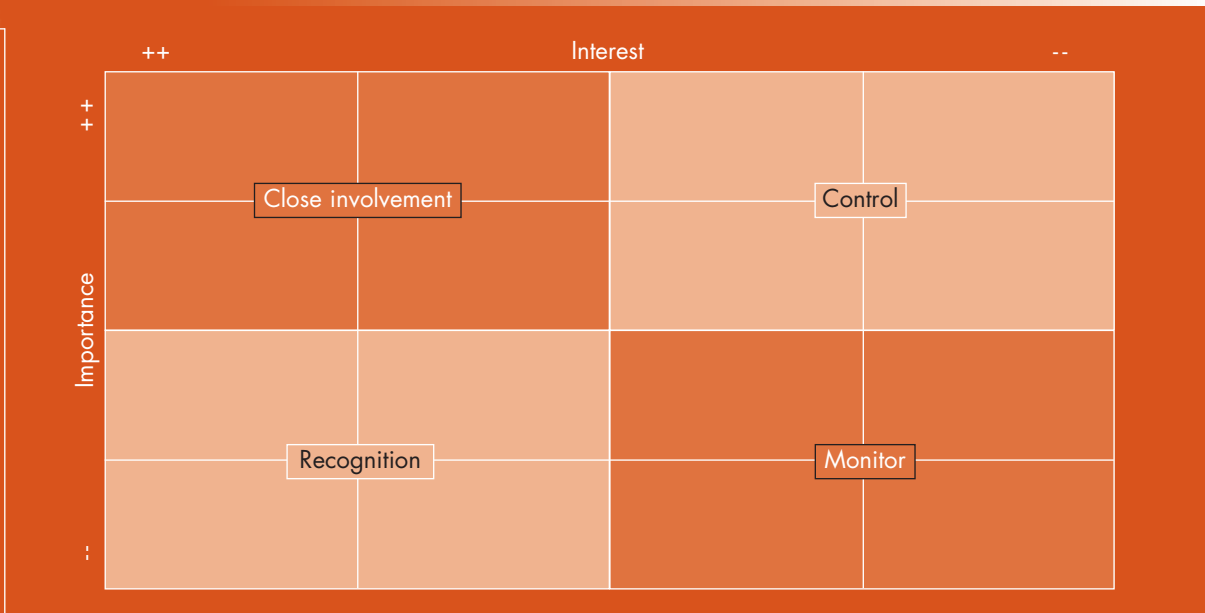 ++ Interest --
++
Close involvement Control
Importance
Recognition Monitor
--